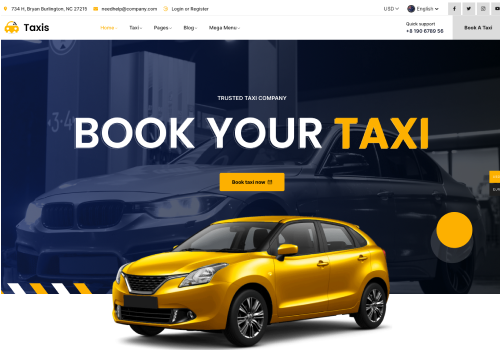 734 H, Bryan Burlington, NC 27215
needhelp@company.com
Login or Register
USD
English
Taxis
Home
Taxi
Pages
Blog
Mega Menu
Quick support
+8 190 6789 56
Book A Taxi
TRUSTED TAXI COMPANY
BOOK YOUR TAXI
Book taxi now